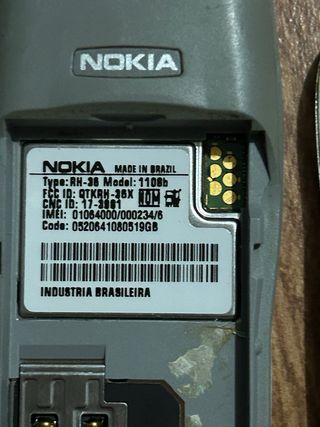 NOKIA
NOKIA MADE IN BRAZIL
Type: RH-36 Model: 1108b
FCC ID: QTKRH-36X
CNC ID: 17-3961
IMEI: 01064000/000234/6
Code: 0520641080519GB
INDUSTRIA BRASILEIRA